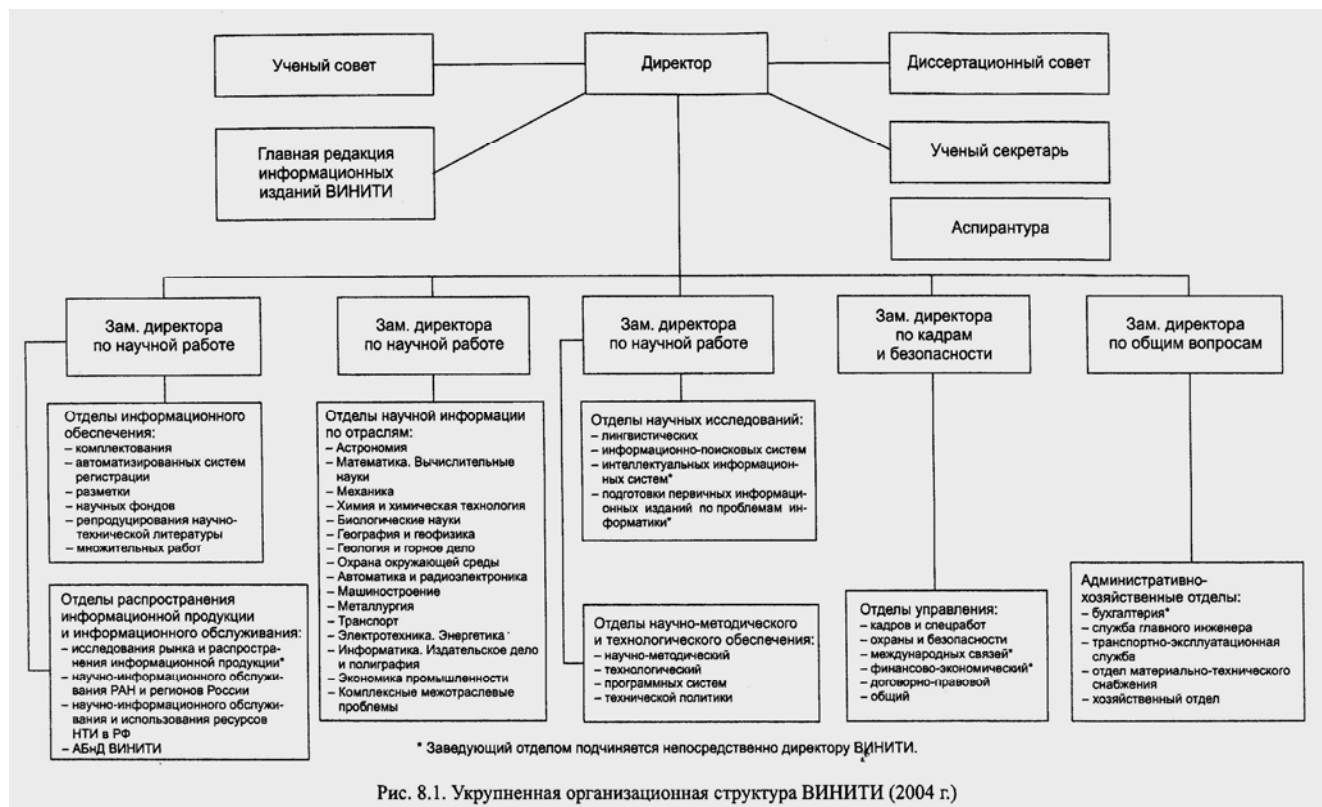 Ученый совет
Директор
Диссертационный совет
Главная редакция
информационных
изданий ВИНИТИ
Ученый секретарь
Аспирантура
Зам. директора
по научной работе
Зам. директора
по научной работе
Зам. директора
по научной работе
Зам. директора
по кадрам
и безопасности
Зам. директора
по общим вопросам
Отделы информационного
обеспечения:
– комплектования
– автоматизированных систем
регистрации
– разметки
– научных фондов
– репродуцирования научно-
технической литературы
– множительных работ
Отделы распространения
информационной продукции
и информационного обслуживания:
– исследования рынка и распростра-
нения информационной продукции*
– научно-информационного обслужи-
вания РАН и регионов России
– научно-информационного обслужи-
вания и использования ресурсов
НТИ в РФ
– АБнД ВИНИТИ
Отделы научной информации
по отраслям:
– Астрономия
– Математика. Вычислительные
науки
– Механика
– Химия и химическая технология
– Биологические науки
– География и геофизика
– Геология и горное дело
– Охрана окружающей среды
– Автоматика и радиоэлектроника
– Машиностроение
– Металлургия
– Транспорт
– Электротехника. Энергетика
– Информатика. Издательское дело
и полиграфия
– Экономика промышленности
– Комплексные межотраслевые
проблемы
Отделы научных исследований:
– лингвистических
– информационно-поисковых систем
– интеллектуальных информацион-
ных систем*
– подготовки первичных информаци-
онных изданий по проблемам ин-
форматики*
Отделы научно-методического
и технологического обеспечения:
– научно-методический
– технологический
– программных систем
– технической политики
Отделы управления:
– кадров и спецработ
– охраны и безопасности
– международных связей*
– финансово-экономический*
– договорно-правовой
– общий
Административно-
хозяйственные отделы:
– бухгалтерия*
– служба главного инженера
– транспортно-эксплуатационная
служба
– отдел материально-технического
снабжения
– хозяйственный отдел
* Заведующий отделом подчиняется непосредственно директору ВИНИТИ.
Рис. 8.1. Укрупненная организационная структура ВИНИТИ (2004 г.)